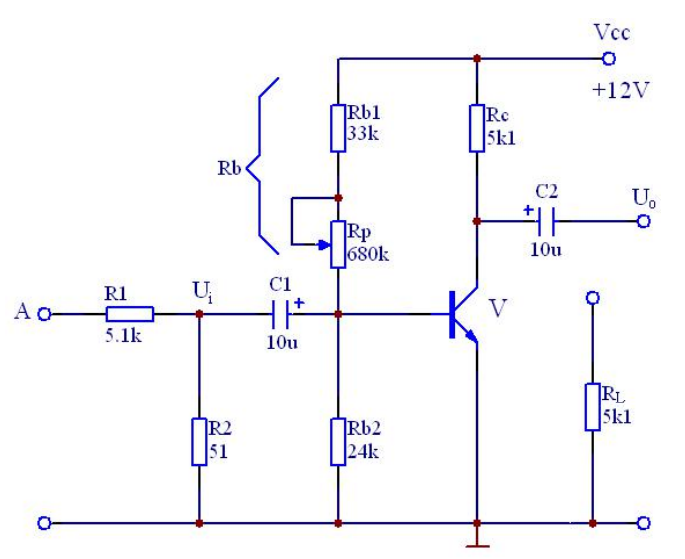 Vcc
+12V
Rb1
33k
Rc
5k1
Rb
C2
+
10u
Uo
Rp
680k
A
R1
5.1k
Ui
C1
+
10u
V
R2
51
Rb2
24k
RL
5k1